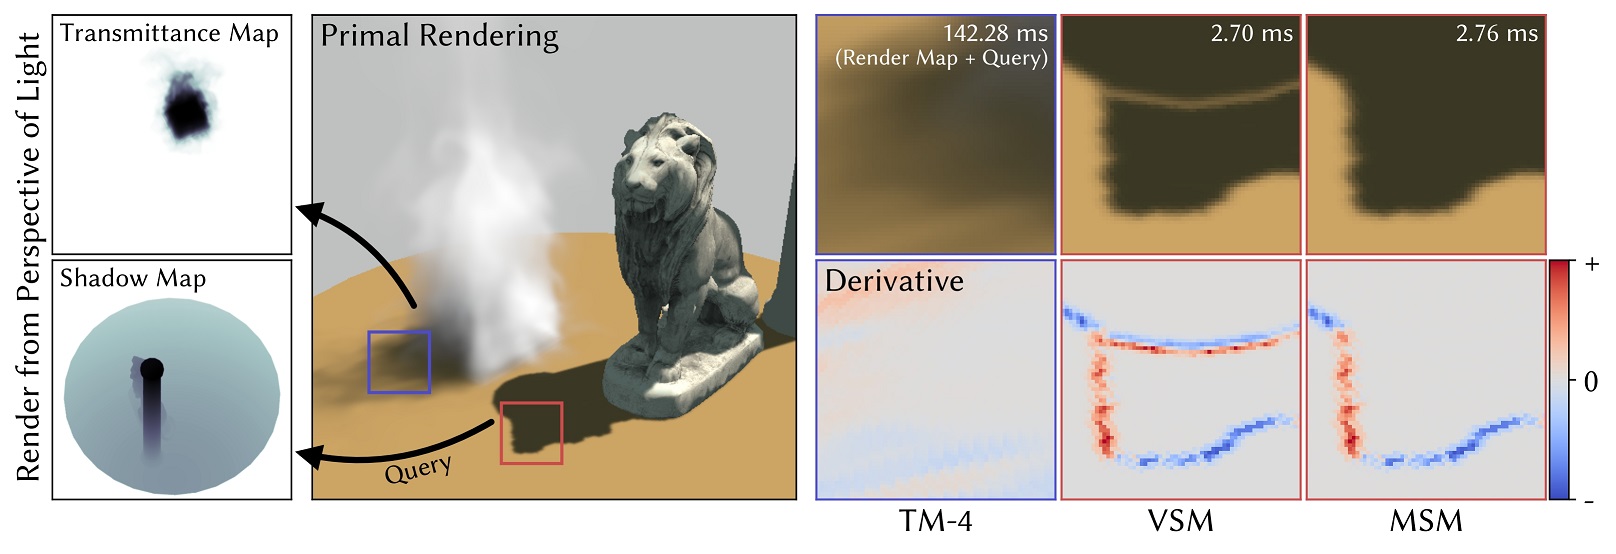 Render from Perspective of Light
Transmittance Map
Shadow Map
Primal Rendering
Query
142.28 ms
(Render Map + Query)
2.70 ms
2.76 ms
Derivative
+
0
-
TM-4
VSM
MSM